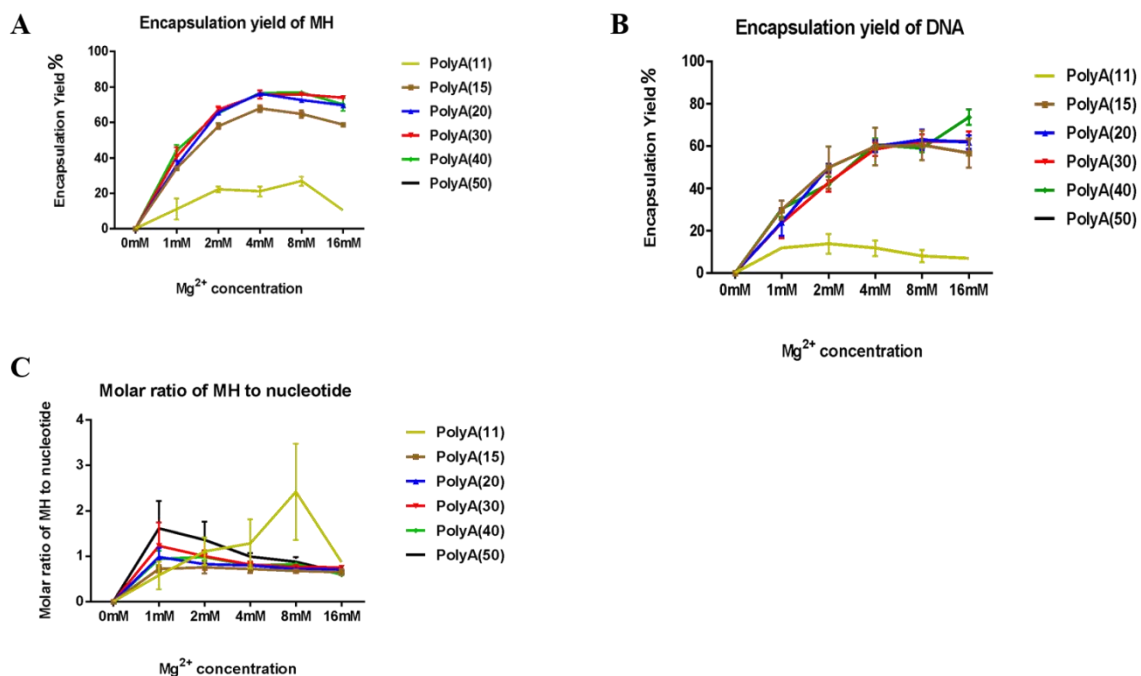 A
Encapsulation yield of MH
Encapsulation Yield %
100
80
60
40
20
0
0mM 1mM 2mM 4mM 8mM 16mM
Mg²⁺ concentration
PolyA(11)
PolyA(15)
PolyA(20)
PolyA(30)
PolyA(40)
PolyA(50)
B
Encapsulation yield of DNA
Encapsulation Yield %
100
80
60
40
20
0
0mM 1mM 2mM 4mM 8mM 16mM
Mg²⁺ concentration
PolyA(11)
PolyA(15)
PolyA(20)
PolyA(30)
PolyA(40)
PolyA(50)
C
Molar ratio of MH to nucleotide
Molar ratio of MH to nucleotide
4
3
2
1
0
0mM 1mM 2mM 4mM 8mM 16mM
Mg²⁺ concentration
PolyA(11)
PolyA(15)
PolyA(20)
PolyA(30)
PolyA(40)
PolyA(50)